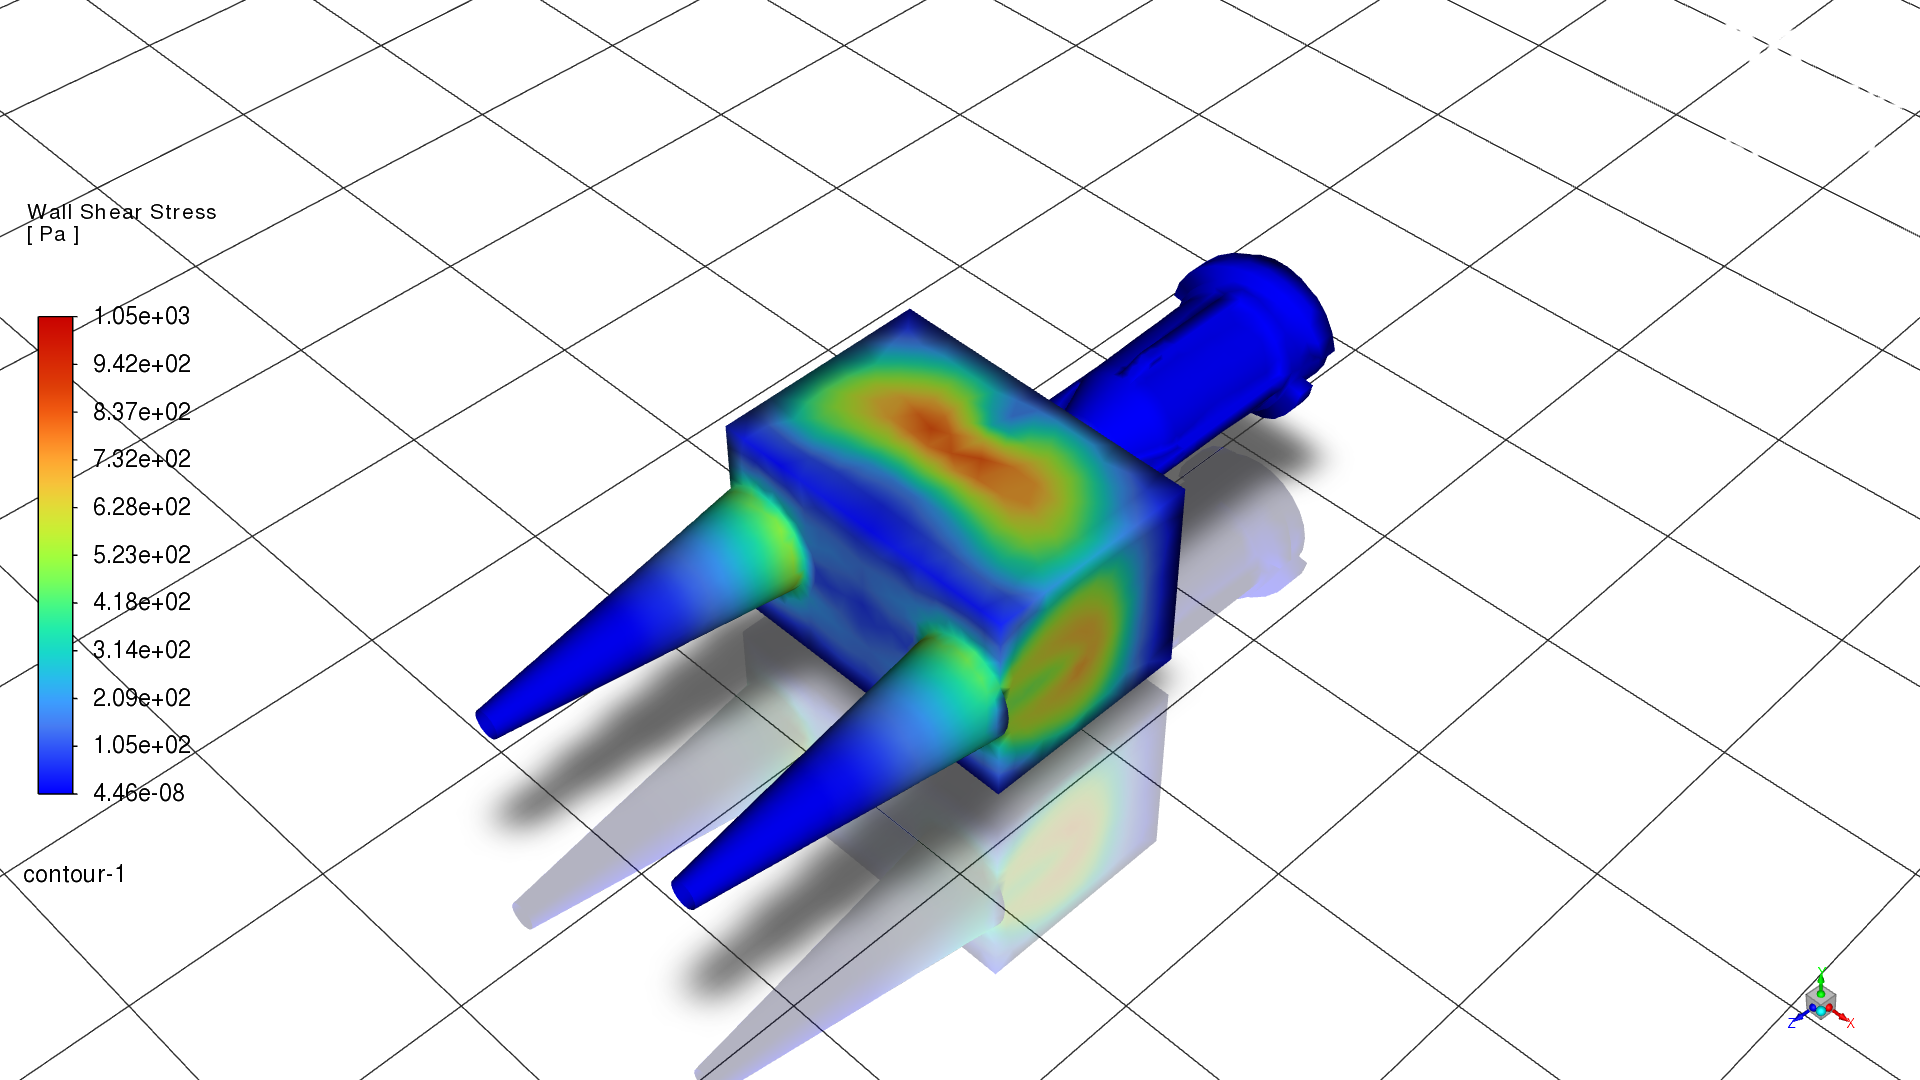 Wall Shear Stress
[ Pa ]
1.05e+03
9.42e+02
8.37e+02
7.32e+02
6.28e+02
5.23e+02
4.18e+02
3.14e+02
2.09e+02
1.05e+02
4.46e-08
contour-1
Y
Z
X